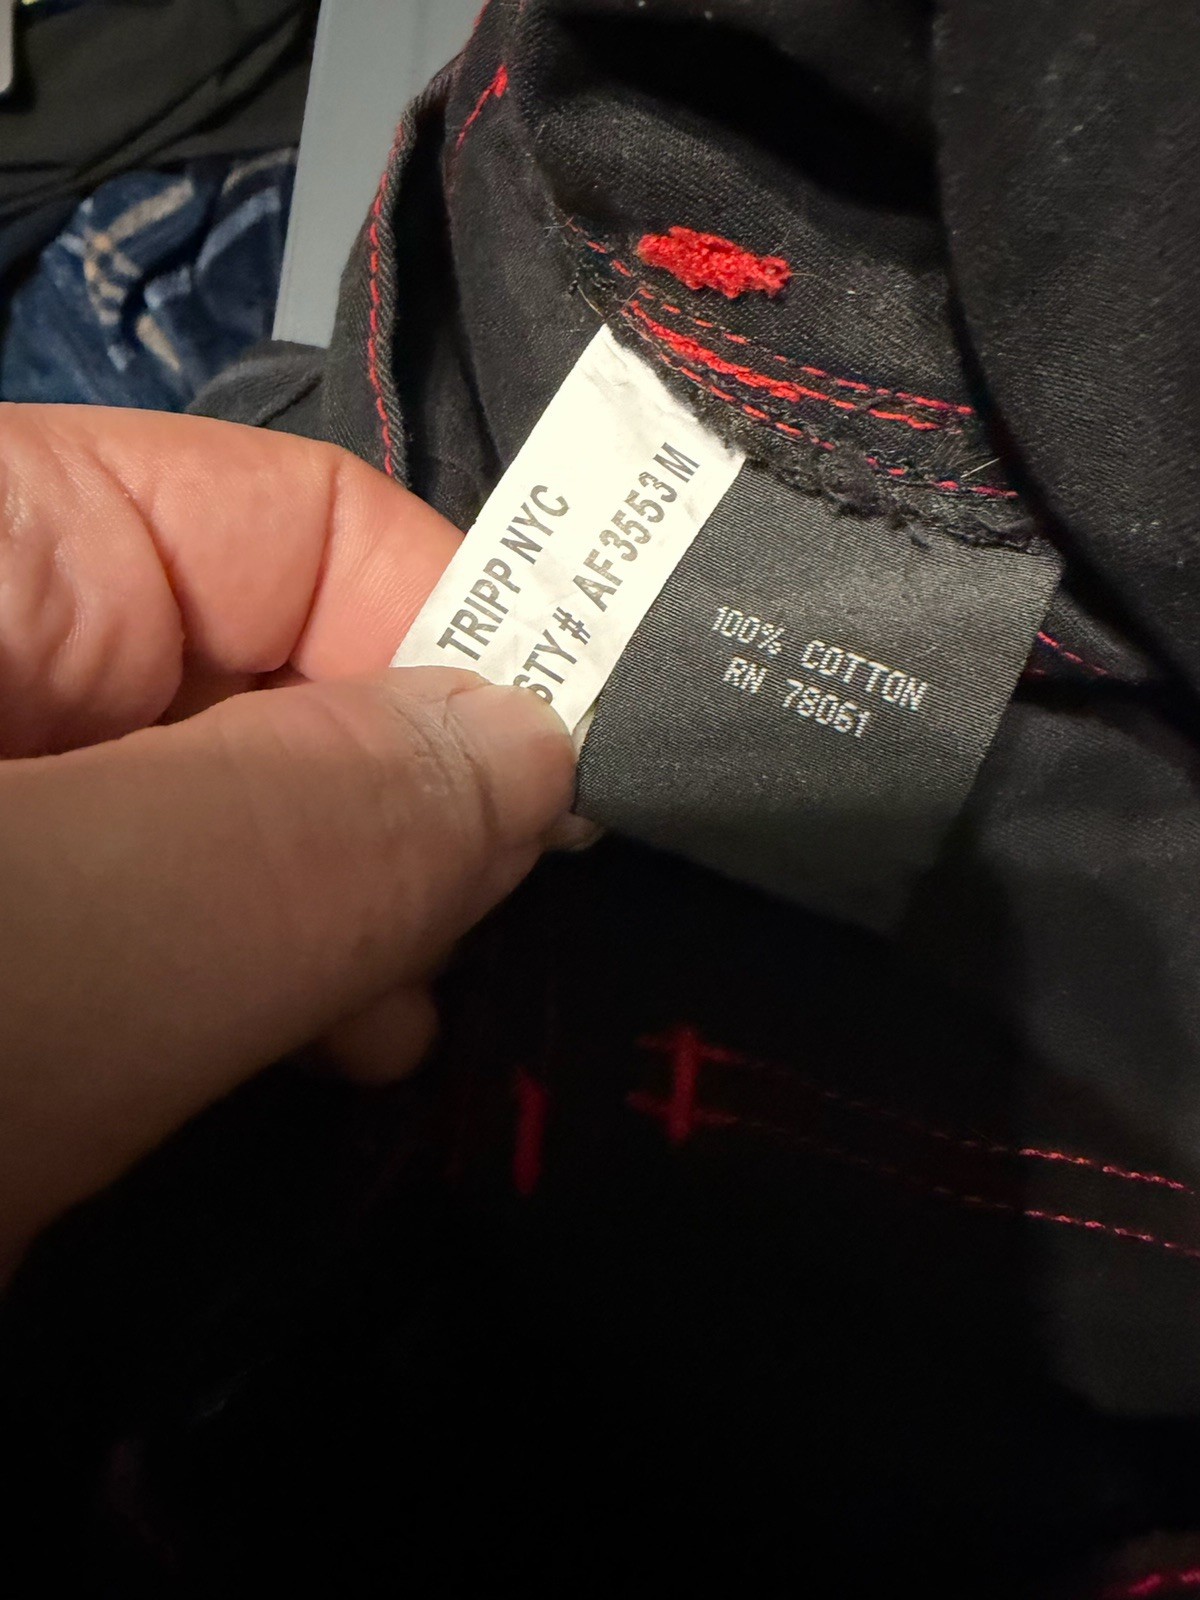 TRIPP NYC
STY# AF3553M
100% COTTON
RN 78061